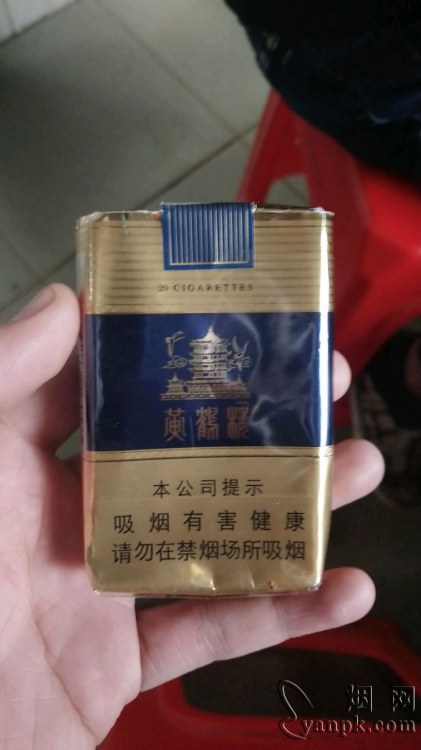 20 CIGARETTES
黄鹤楼
本公司提示
吸烟有害健康
请勿在禁烟场所吸烟
烟网
yanpk.com